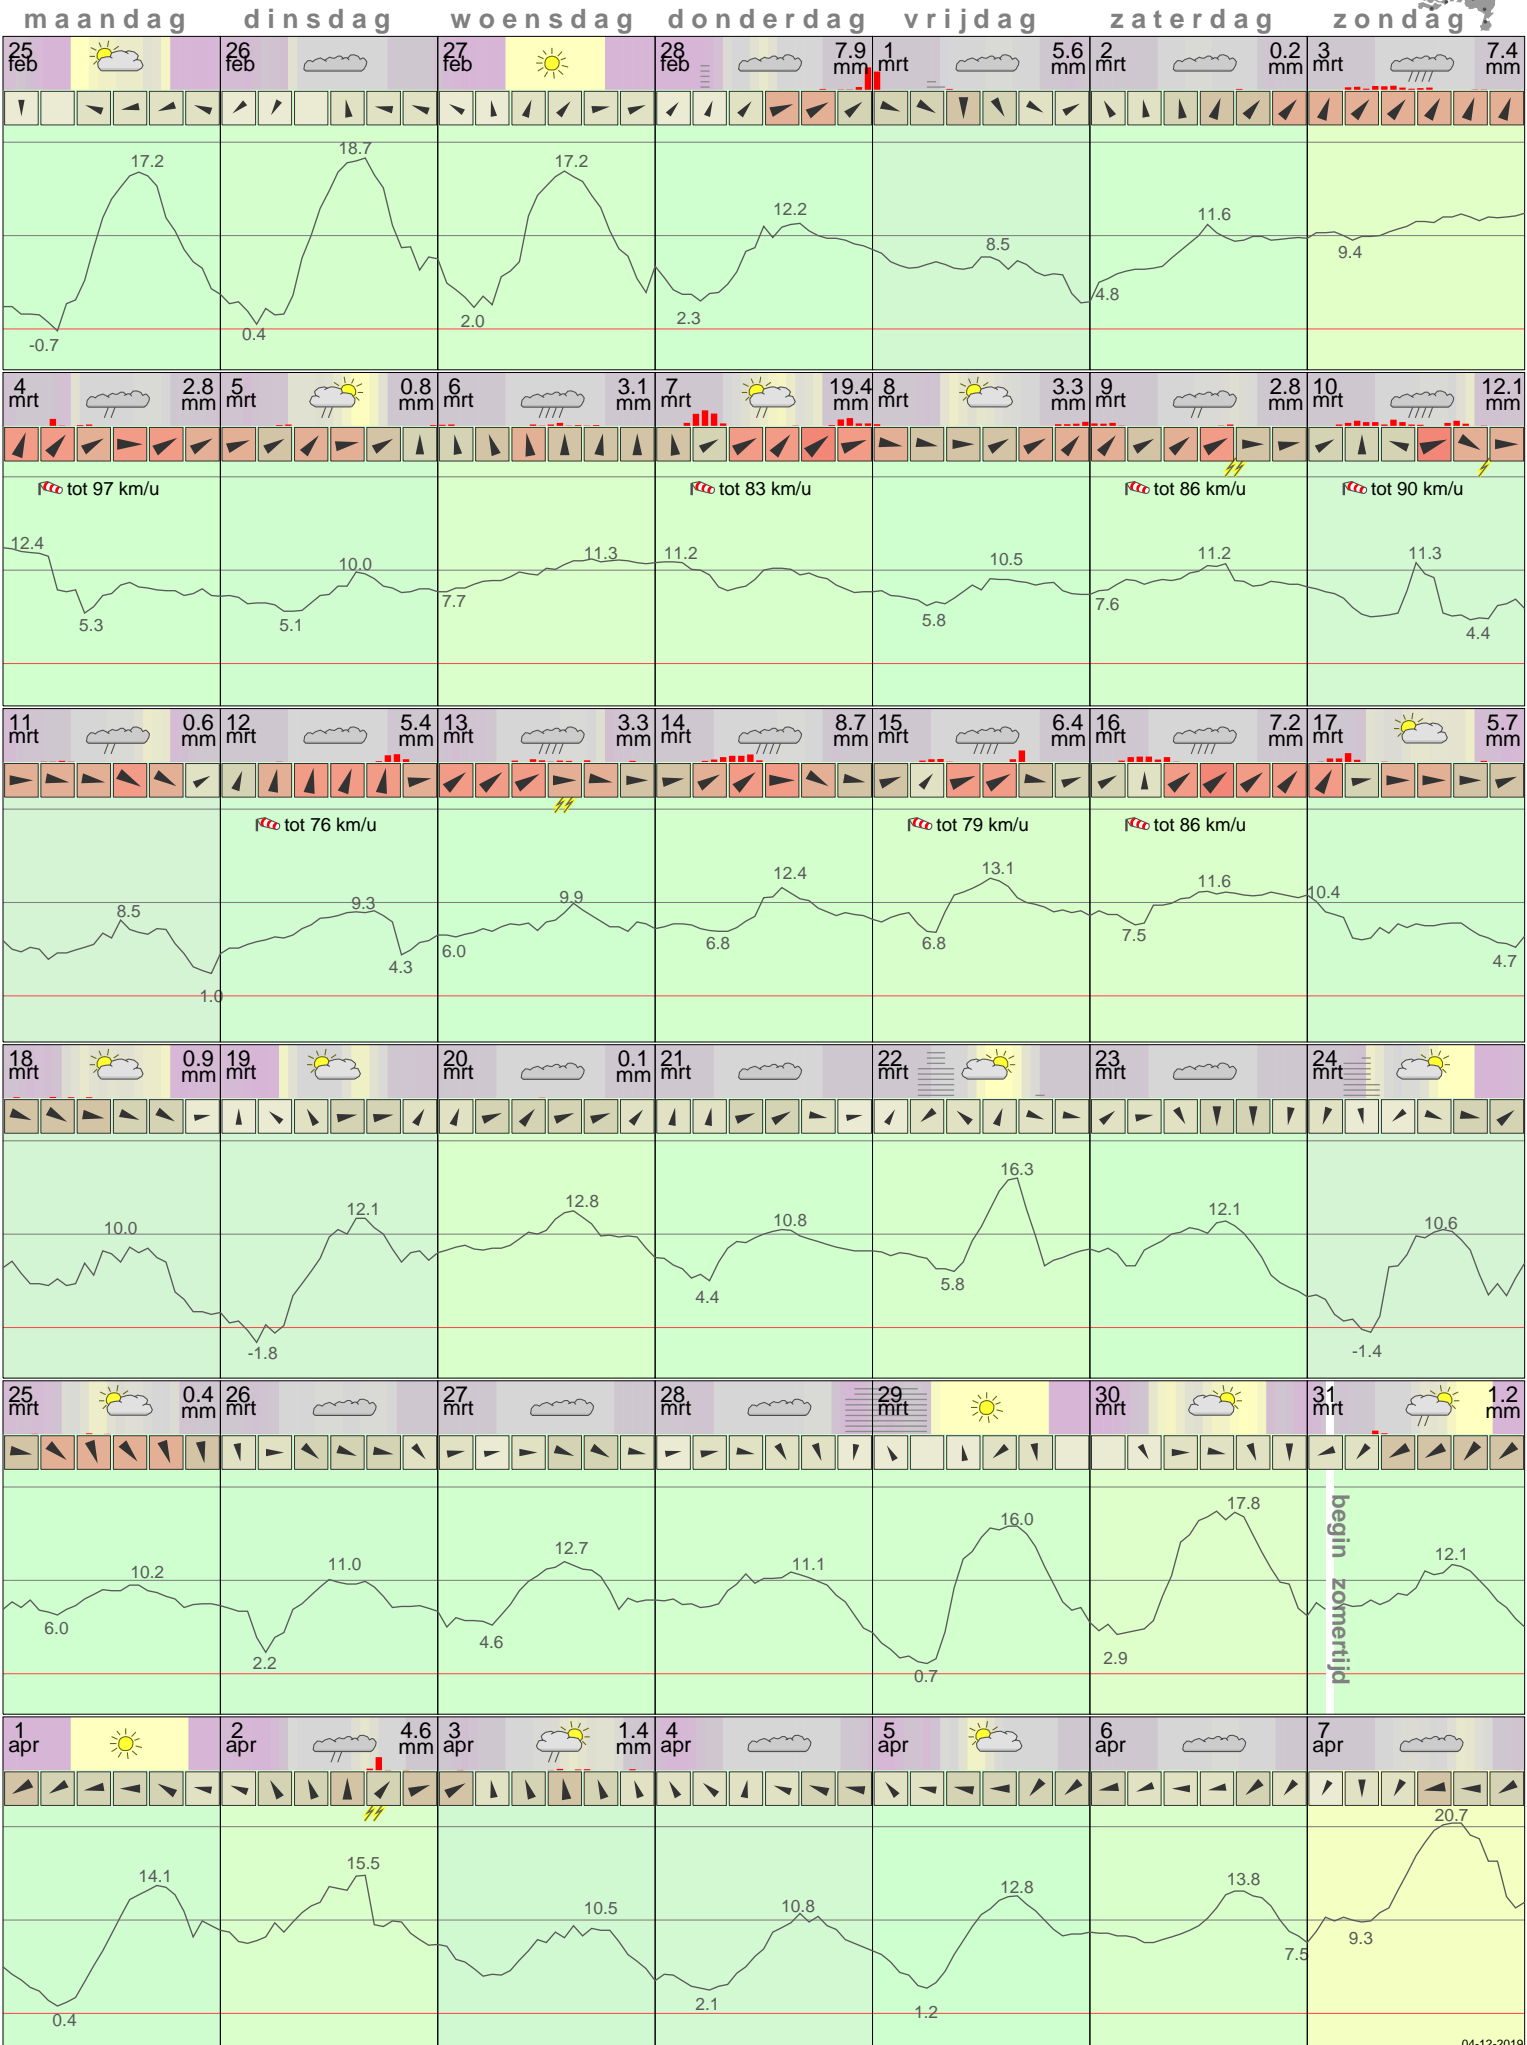 maandag dinsdag woensdag donderdag vrijdag zaterdag zondag
25 feb 26 feb 27 feb 28 feb 7.9 mm 1 mrt 5.6 mm 2 mrt 0.2 mm 3 mrt 7.4 mm
17.2 18.7 17.2 12.2 8.5 11.6 9.4
-0.7 0.4 2.0 2.3 4.8
4 mrt 2.8 mm 5 mrt 0.8 mm 6 mrt 3.1 mm 7 mrt 19.4 mm 8 mrt 3.3 mm 9 mrt 2.8 mm 10 mrt 12.1 mm
tot 97 km/u tot 83 km/u tot 86 km/u tot 90 km/u
12.4 10.0 11.3 11.2 10.5 11.2 11.3
5.3 5.1 7.7 5.8 7.6 4.4
11 mrt 0.6 mm 12 mrt 5.4 mm 13 mrt 3.3 mm 14 mrt 8.7 mm 15 mrt 6.4 mm 16 mrt 7.2 mm 17 mrt 5.7 mm
tot 76 km/u tot 79 km/u tot 86 km/u
8.5 9.3 9.9 12.4 13.1 11.6 10.4
1.0 4.3 6.0 6.8 6.8 7.5 4.7
18 mrt 0.9 mm 19 mrt 20 mrt 0.1 mm 21 mrt 22 mrt 23 mrt 24 mrt
10.0 12.1 12.8 10.8 16.3 12.1 10.6
-1.8 4.4 5.8 -1.4
25 mrt 0.4 mm 26 mrt 27 mrt 28 mrt 29 mrt 30 mrt 31 mrt 1.2 mm
10.2 11.0 12.7 11.1 16.0 17.8 12.1
6.0 2.2 4.6 0.7 2.9
begin zomertijd
1 apr 2 apr 4.6 mm 3 apr 1.4 mm 4 apr 5 apr 6 apr 7 apr
14.1 15.5 10.5 10.8 12.8 13.8 20.7
0.4 2.1 1.2 7.5 9.3
04-12-2019